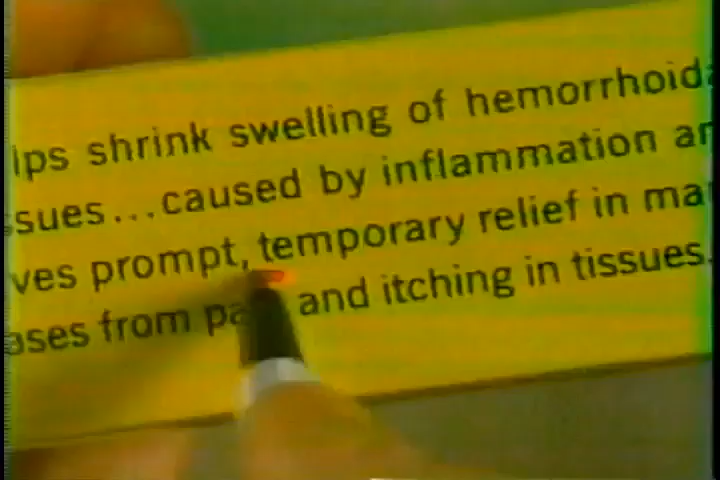 lps shrink swelling of hemorrhoida
ssues...caused by inflammation an
ves prompt, temporary relief in man
ases from pa and itching in tissues.